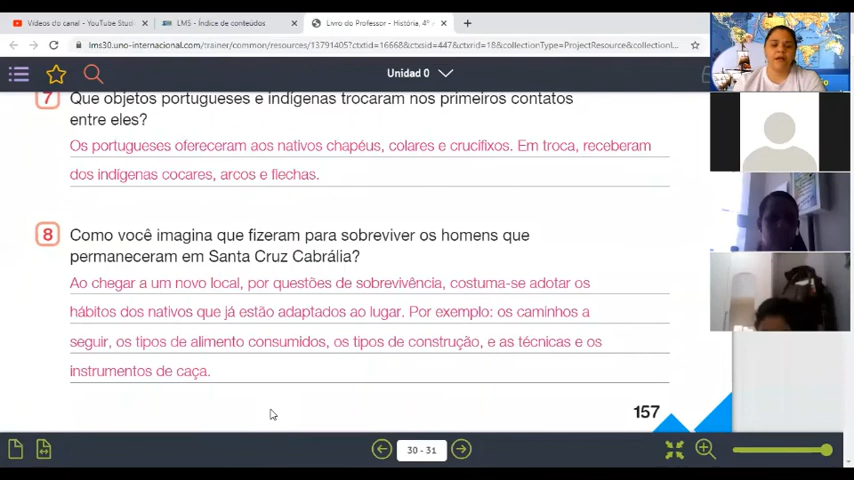 Vídeos do canal - YouTube Stud
LMS - Índice de conteúdos
Livro do Professor - História, 4º
lms30.uno-internacional.com/trainer/common/resources/13791405?ctxtid=16668&ctxsid=447&ctxrid=18&collectionType=ProjectResource&collectionI...
Unidad 0
7 Que objetos portugueses e indígenas trocaram nos primeiros contatos
entre eles?
Os portugueses ofereceram aos nativos chapéus, colares e crucifixos. Em troca, receberam
dos indígenas cocares, arcos e flechas.
8 Como você imagina que fizeram para sobreviver os homens que
permaneceram em Santa Cruz Cabrália?
Ao chegar a um novo local, por questões de sobrevivência, costuma-se adotar os
hábitos dos nativos que já estão adaptados ao lugar. Por exemplo: os caminhos a
seguir, os tipos de alimento consumidos, os tipos de construção, e as técnicas e os
instrumentos de caça.
157
30 - 31